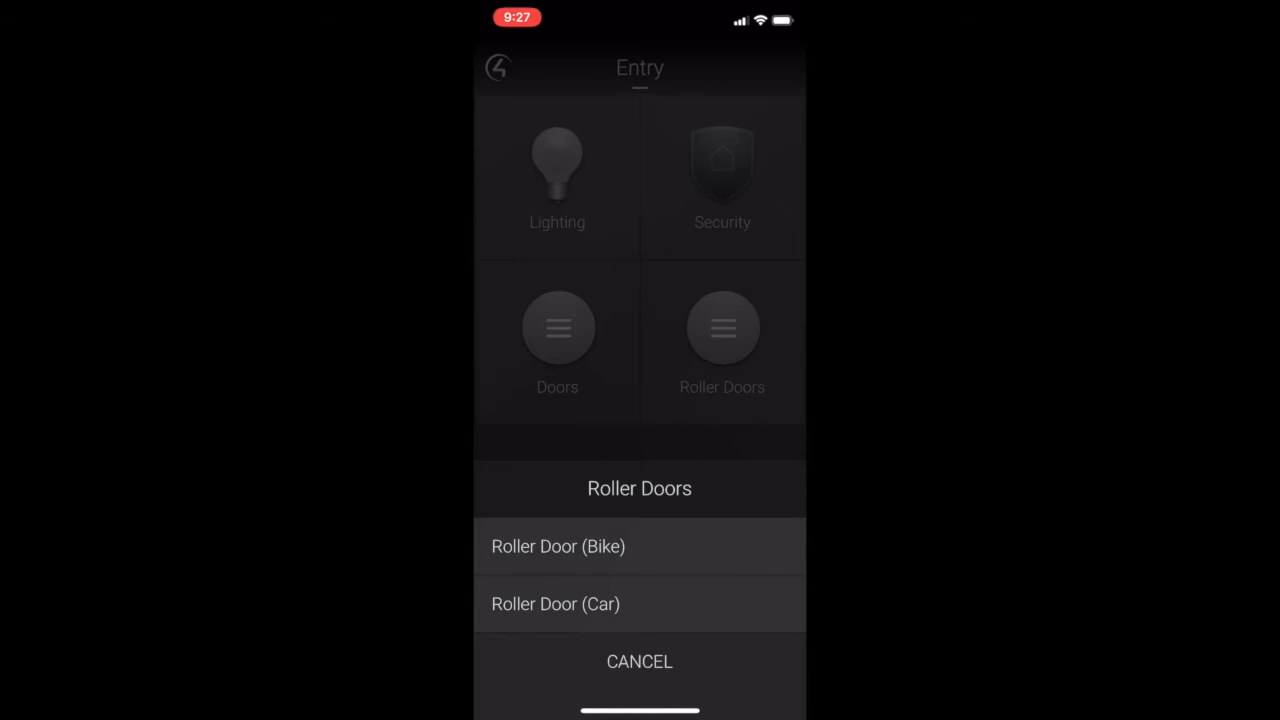 9:27
Entry
Lighting
Security
Doors
Roller Doors
Roller Doors
Roller Door (Bike)
Roller Door (Car)
CANCEL